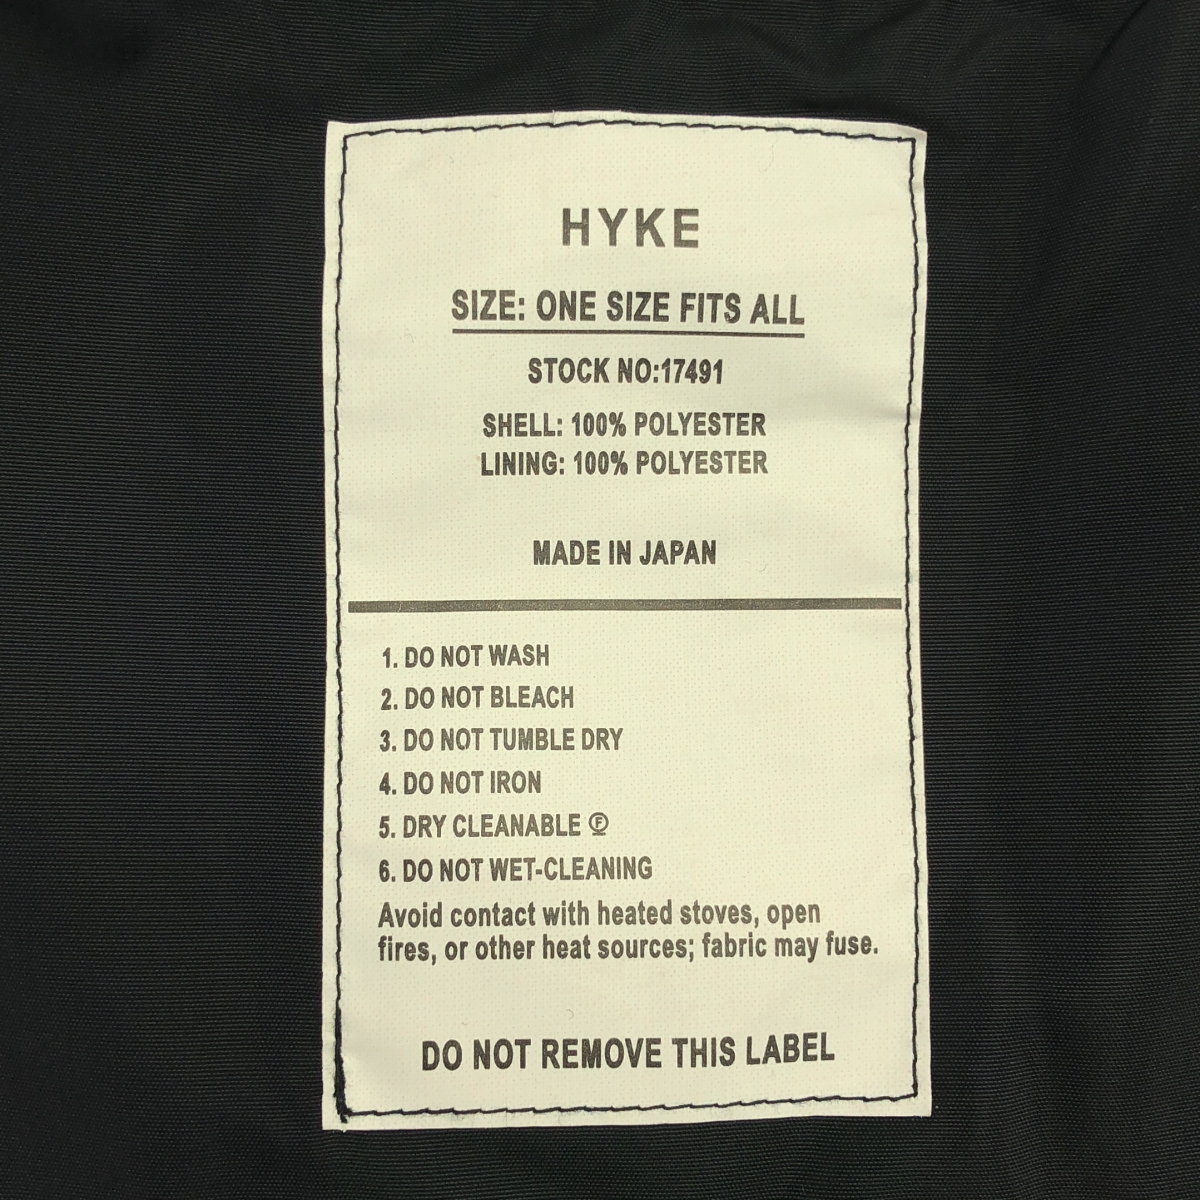 HYKE
SIZE: ONE SIZE FITS ALL
STOCK NO:17491
SHELL: 100% POLYESTER
LINING: 100% POLYESTER
MADE IN JAPAN
1. DO NOT WASH
2. DO NOT BLEACH
3. DO NOT TUMBLE DRY
4. DO NOT IRON
5. DRY CLEANABLE Ⓕ
6. DO NOT WET-CLEANING
Avoid contact with heated stoves, open
fires, or other heat sources; fabric may fuse.
DO NOT REMOVE THIS LABEL